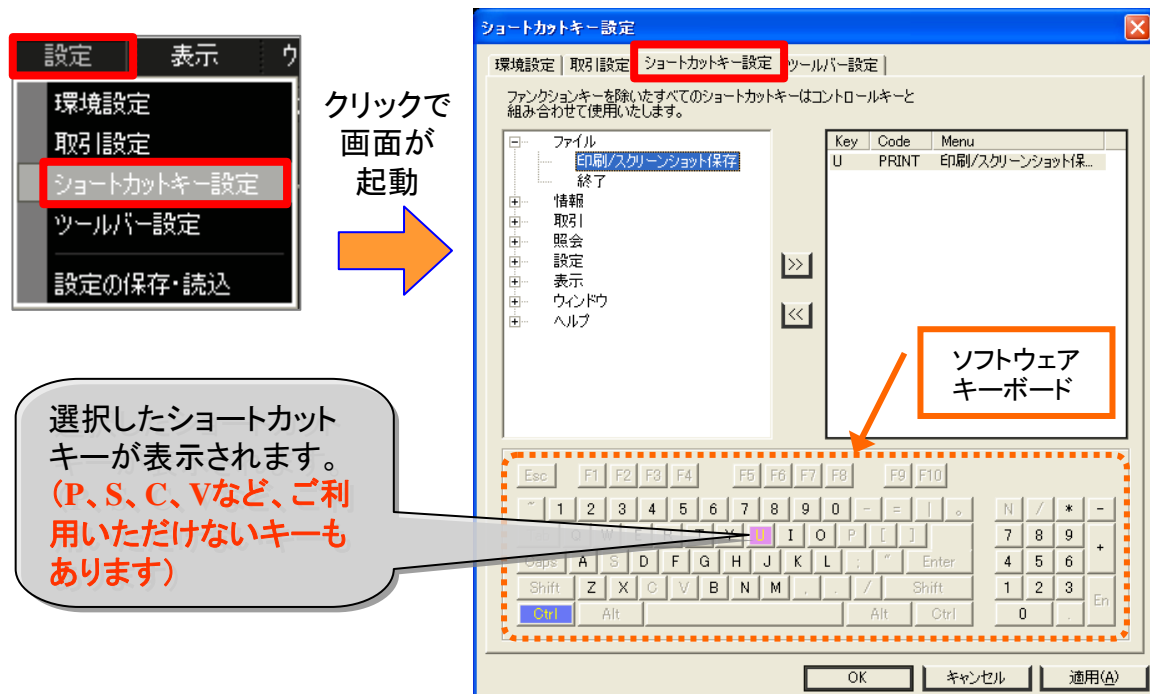 設定 表示 ウ
環境設定
取引設定
ショートカットキー設定
ツールバー設定
設定の保存・読込
クリックで
画面が
起動
ショートカットキー設定
環境設定 取引設定 ショートカットキー設定 ツールバー設定
ファンクションキーを除いたすべてのショートカットキーはコントロールキーと
組み合わせて使用いたします。
ファイル
印刷/スクリーンショット保存
終了
情報
取引
照会
設定
表示
ウィンドウ
ヘルプ
>>
<<
Key Code Menu
U PRINT 印刷/スクリーンショット保...
ソフトウェア
キーボード
選択したショートカット
キーが表示されます。
(P、S、C、Vなど、ご利
用いただけないキーも
あります)
Esc F1 F2 F3 F4 F5 F6 F7 F8 F9 F10
~ 1 2 3 4 5 6 7 8 9 0 - = | 。 N / * -
Q W E R T Y U I O P [ ] 7 8 9 +
Caps A S D F G H J K L ; " Enter 4 5 6
Shift Z X C V B N M , . / Shift 1 2 3 En
Ctrl Alt Alt Ctrl 0 .
OK キャンセル 適用(A)